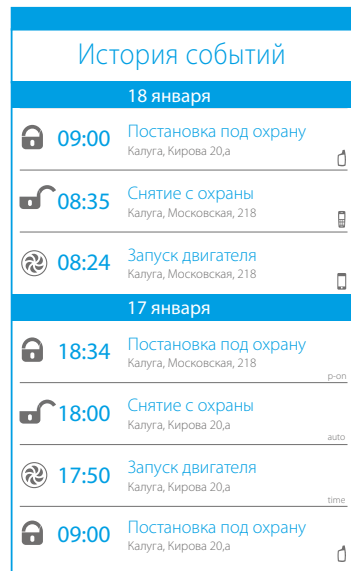 История событий
18 января
09:00 Постановка под охрану
Калуга, Кирова 20,а
08:35 Снятие с охраны
Калуга, Московская, 218
08:24 Запуск двигателя
Калуга, Московская, 218
17 января
18:34 Постановка под охрану
Калуга, Московская, 218
p-on
18:00 Снятие с охраны
Калуга, Кирова 20,а
auto
17:50 Запуск двигателя
Калуга, Кирова 20,а
time
09:00 Постановка под охрану
Калуга, Кирова 20,а